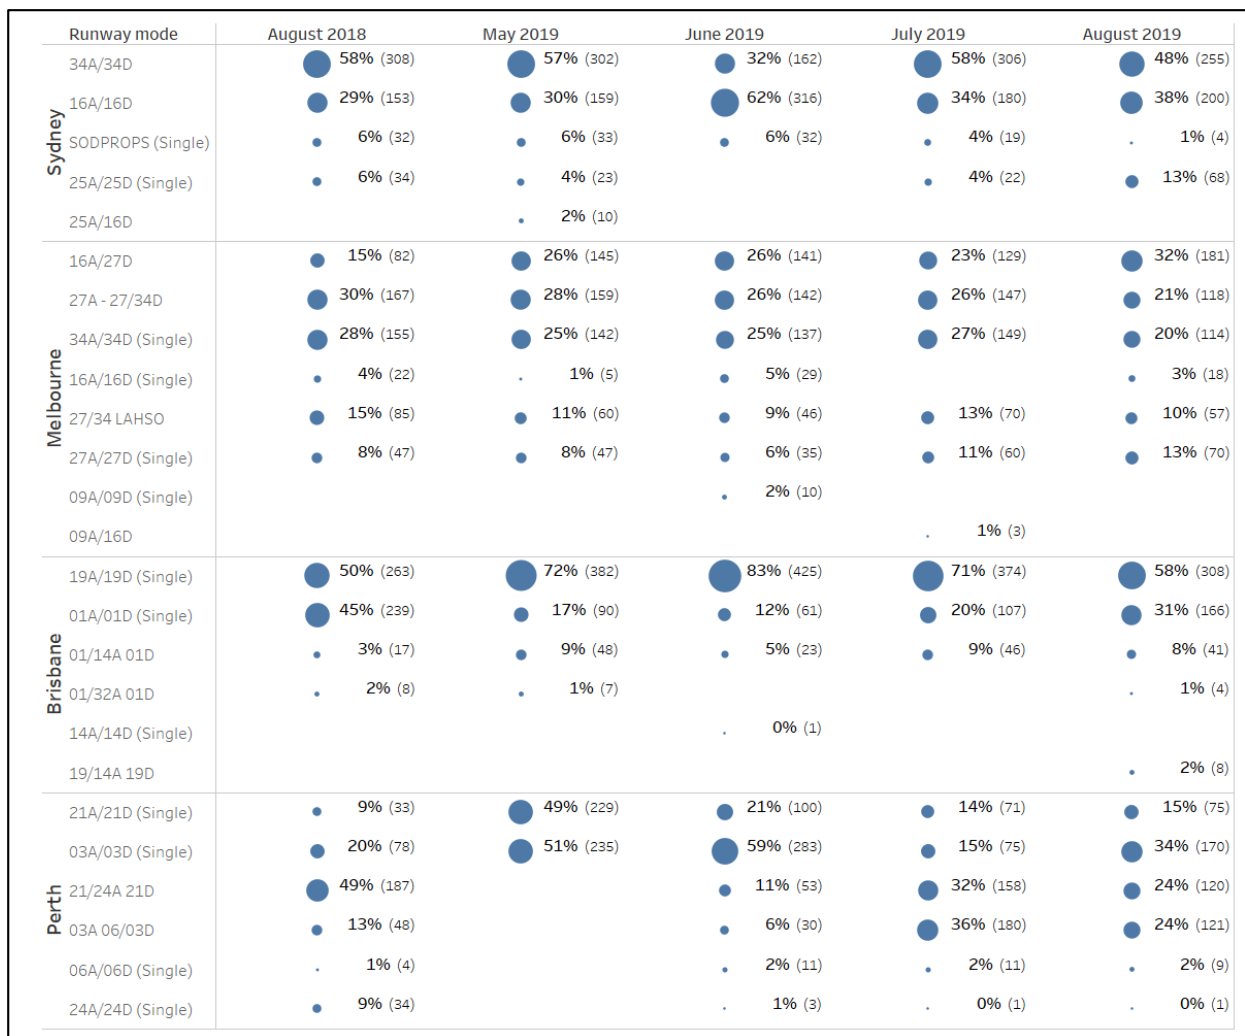 Runway mode August 2018 May 2019 June 2019 July 2019 August 2019
Sydney
34A/34D 58% (308) 57% (302) 32% (162) 58% (306) 48% (255)
16A/16D 29% (153) 30% (159) 62% (316) 34% (180) 38% (200)
SODPROPS (Single) 6% (32) 6% (33) 6% (32) 4% (19) 1% (4)
25A/25D (Single) 6% (34) 4% (23) 4% (22) 13% (68)
25A/16D 2% (10)
Melbourne
16A/27D 15% (82) 26% (145) 26% (141) 23% (129) 32% (181)
27A - 27/34D 30% (167) 28% (159) 26% (142) 26% (147) 21% (118)
34A/34D (Single) 28% (155) 25% (142) 25% (137) 27% (149) 20% (114)
16A/16D (Single) 4% (22) 1% (5) 5% (29) 3% (18)
27/34 LAHSO 15% (85) 11% (60) 9% (46) 13% (70) 10% (57)
27A/27D (Single) 8% (47) 8% (47) 6% (35) 11% (60) 13% (70)
09A/09D (Single) 2% (10)
09A/16D 1% (3)
Brisbane
19A/19D (Single) 50% (263) 72% (382) 83% (425) 71% (374) 58% (308)
01A/01D (Single) 45% (239) 17% (90) 12% (61) 20% (107) 31% (166)
01/14A 01D 3% (17) 9% (48) 5% (23) 9% (46) 8% (41)
01/32A 01D 2% (8) 1% (7) 1% (4)
14A/14D (Single) 0% (1)
19/14A 19D 2% (8)
Perth
21A/21D (Single) 9% (33) 49% (229) 21% (100) 14% (71) 15% (75)
03A/03D (Single) 20% (78) 51% (235) 59% (283) 15% (75) 34% (170)
21/24A 21D 49% (187) 11% (53) 32% (158) 24% (120)
03A 06/03D 13% (48) 6% (30) 36% (180) 24% (121)
06A/06D (Single) 1% (4) 2% (11) 2% (11) 2% (9)
24A/24D (Single) 9% (34) 1% (3) 0% (1) 0% (1)